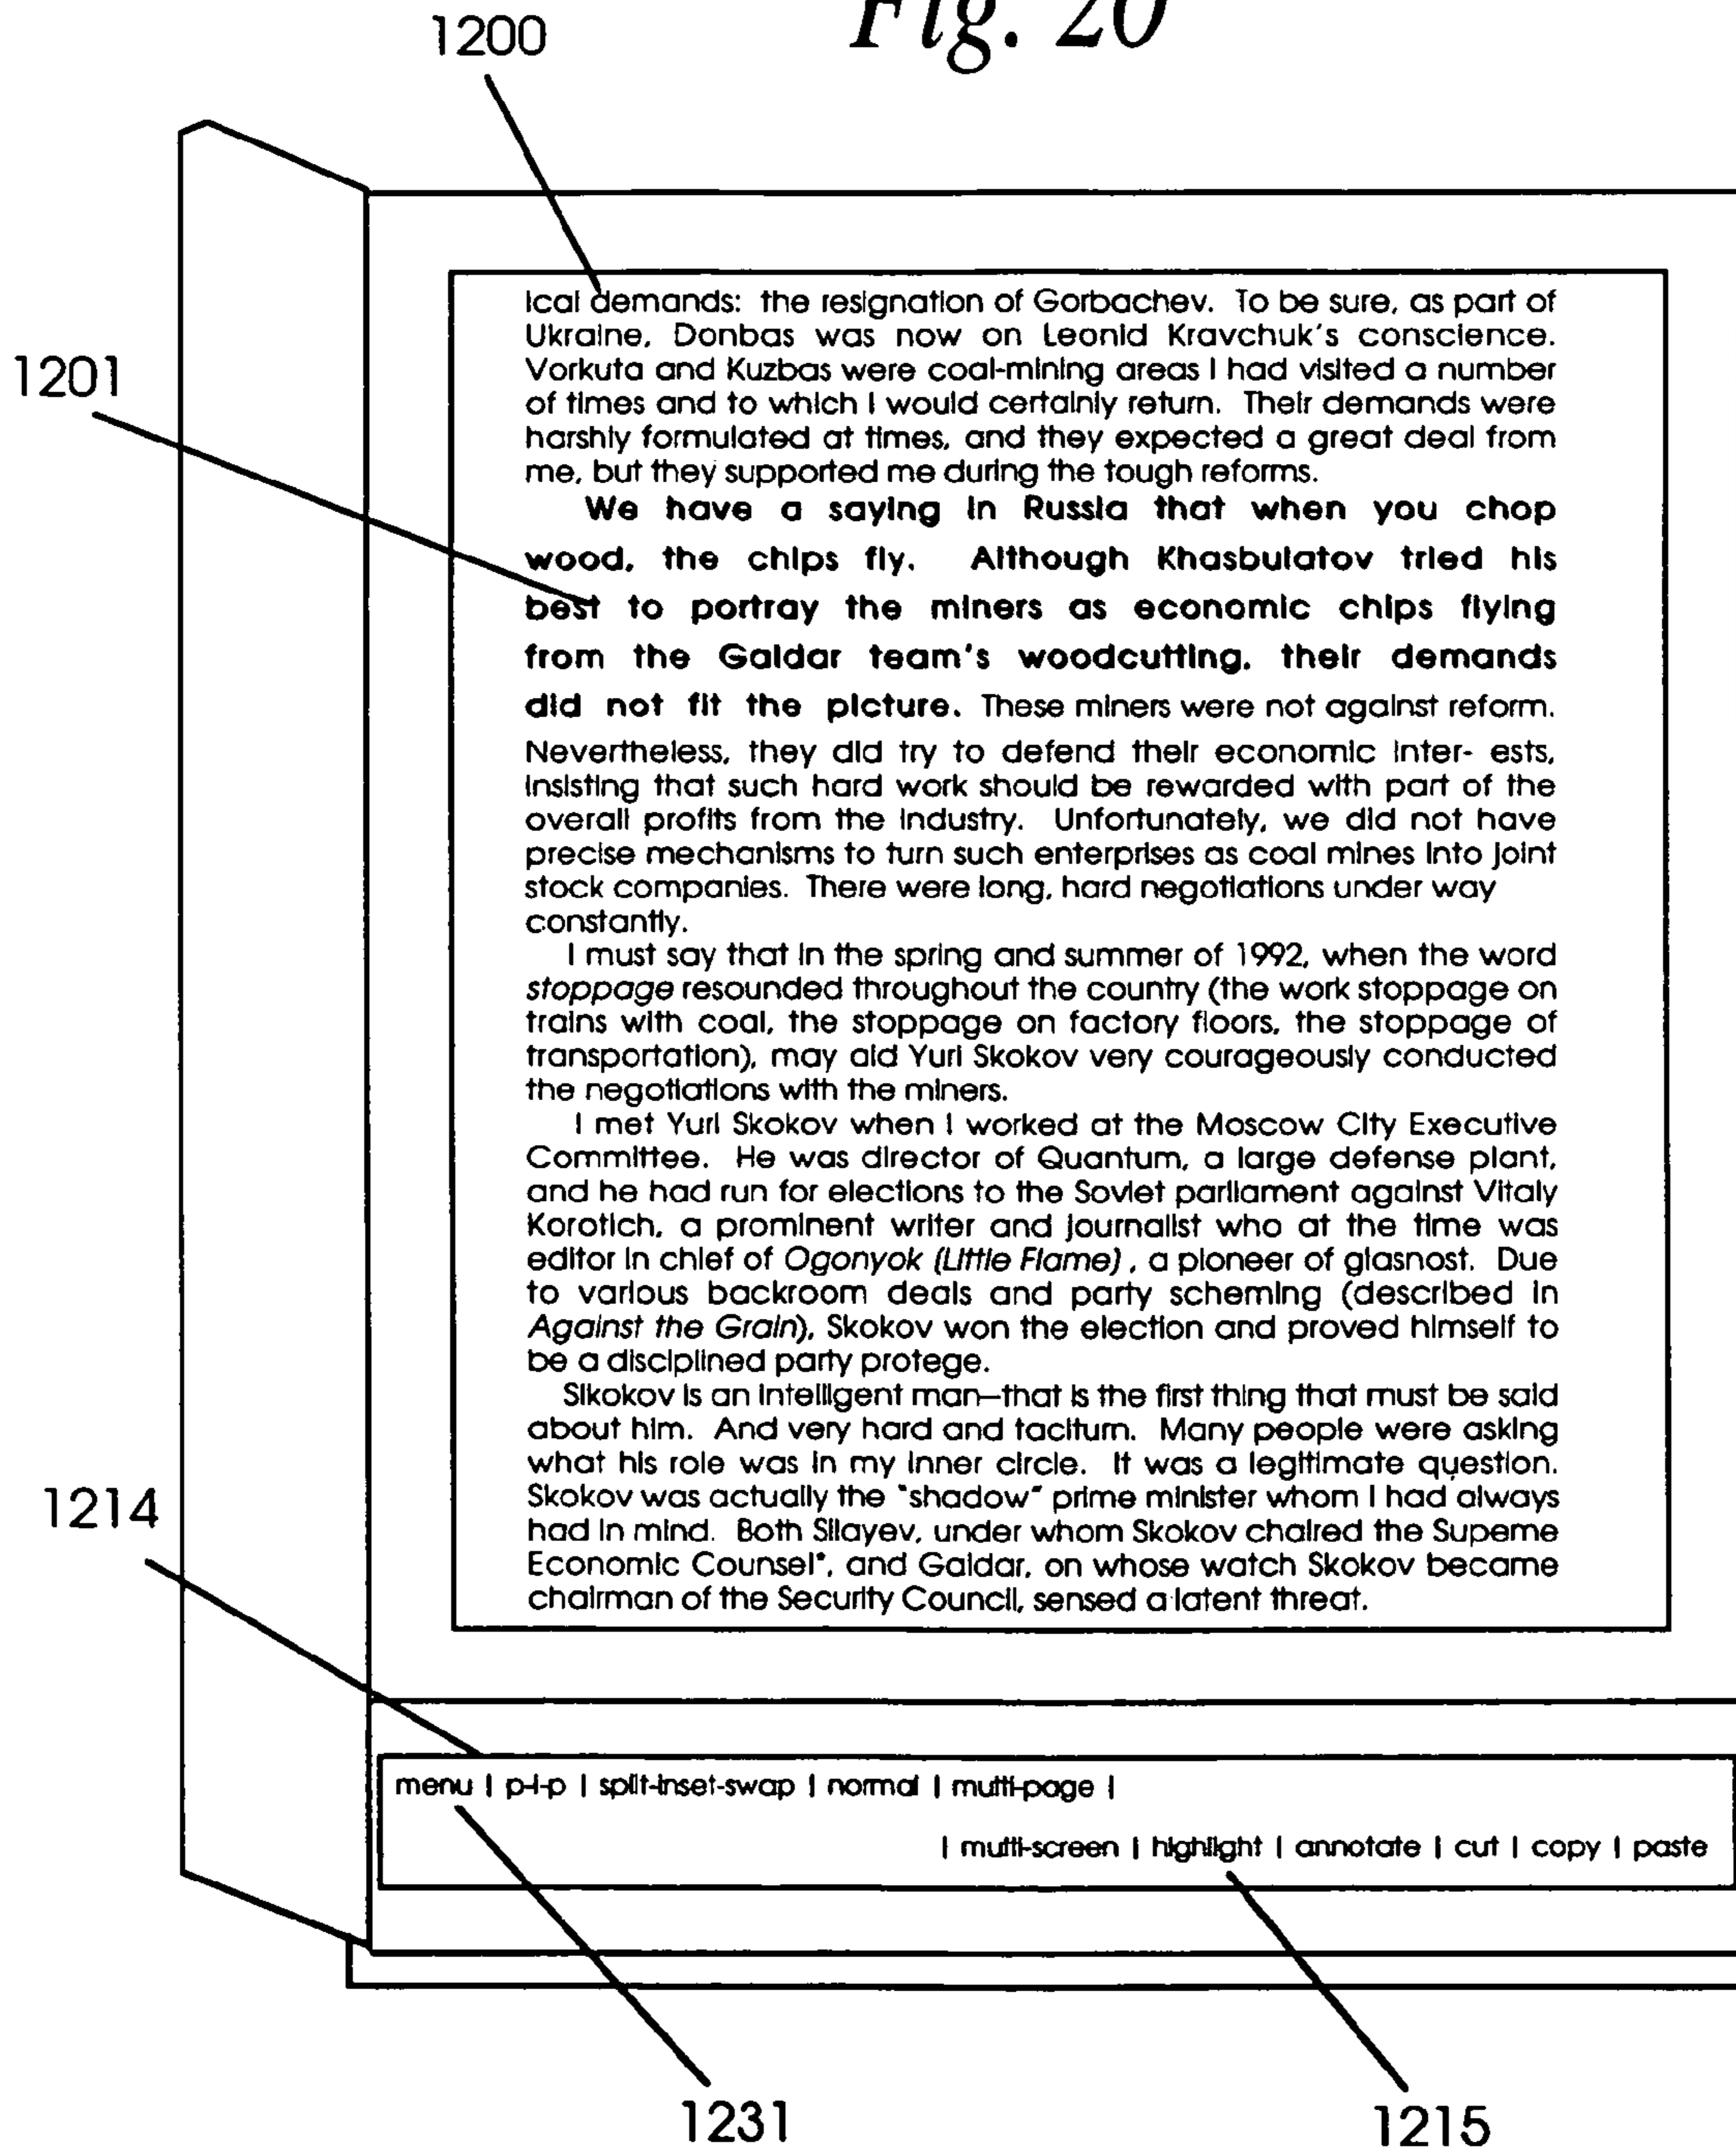 Fig. 20
1200
1201
ical demands: the resignation of Gorbachev. To be sure, as part of
Ukraine, Donbas was now on Leonid Kravchuk's conscience.
Vorkuta and Kuzbas were coal-mining areas I had visited a number
of times and to which I would certainly return. Their demands were
harshly formulated at times, and they expected a great deal from
me, but they supported me during the tough reforms.
We have a saying in Russia that when you chop
wood, the chips fly. Although Khasbulatov tried his
best to portray the miners as economic chips flying
from the Gaidar team's woodcutting, their demands
did not fit the picture. These miners were not against reform.
Nevertheless, they did try to defend their economic inter- ests,
insisting that such hard work should be rewarded with part of the
overall profits from the industry. Unfortunately, we did not have
precise mechanisms to turn such enterprises as coal mines into joint
stock companies. There were long, hard negotiations under way
constantly.
I must say that in the spring and summer of 1992, when the word
stoppage resounded throughout the country (the work stoppage on
trains with coal, the stoppage on factory floors, the stoppage of
transportation), may aid Yuri Skokov very courageously conducted
the negotiations with the miners.
I met Yuri Skokov when I worked at the Moscow City Executive
Committee. He was director of Quantum, a large defense plant,
and he had run for elections to the Soviet parliament against Vitaly
Korotich, a prominent writer and journalist who at the time was
editor in chief of Ogonyok (Little Flame), a pioneer of glasnost. Due
to various backroom deals and party scheming (described in
Against the Grain), Skokov won the election and proved himself to
be a disciplined party protege.
Slkokov is an intelligent man—that is the first thing that must be said
about him. And very hard and taciturn. Many people were asking
what his role was in my inner circle. It was a legitimate question.
Skokov was actually the "shadow" prime minister whom I had always
had in mind. Both Silayev, under whom Skokov chaired the Supeme
Economic Counsel*, and Gaidar, on whose watch Skokov became
chairman of the Security Council, sensed a latent threat.
1214
menu | p-i-p | split-inset-swap | normal | multi-page |
| multi-screen | highlight | annotate | cut | copy | paste
1231
1215